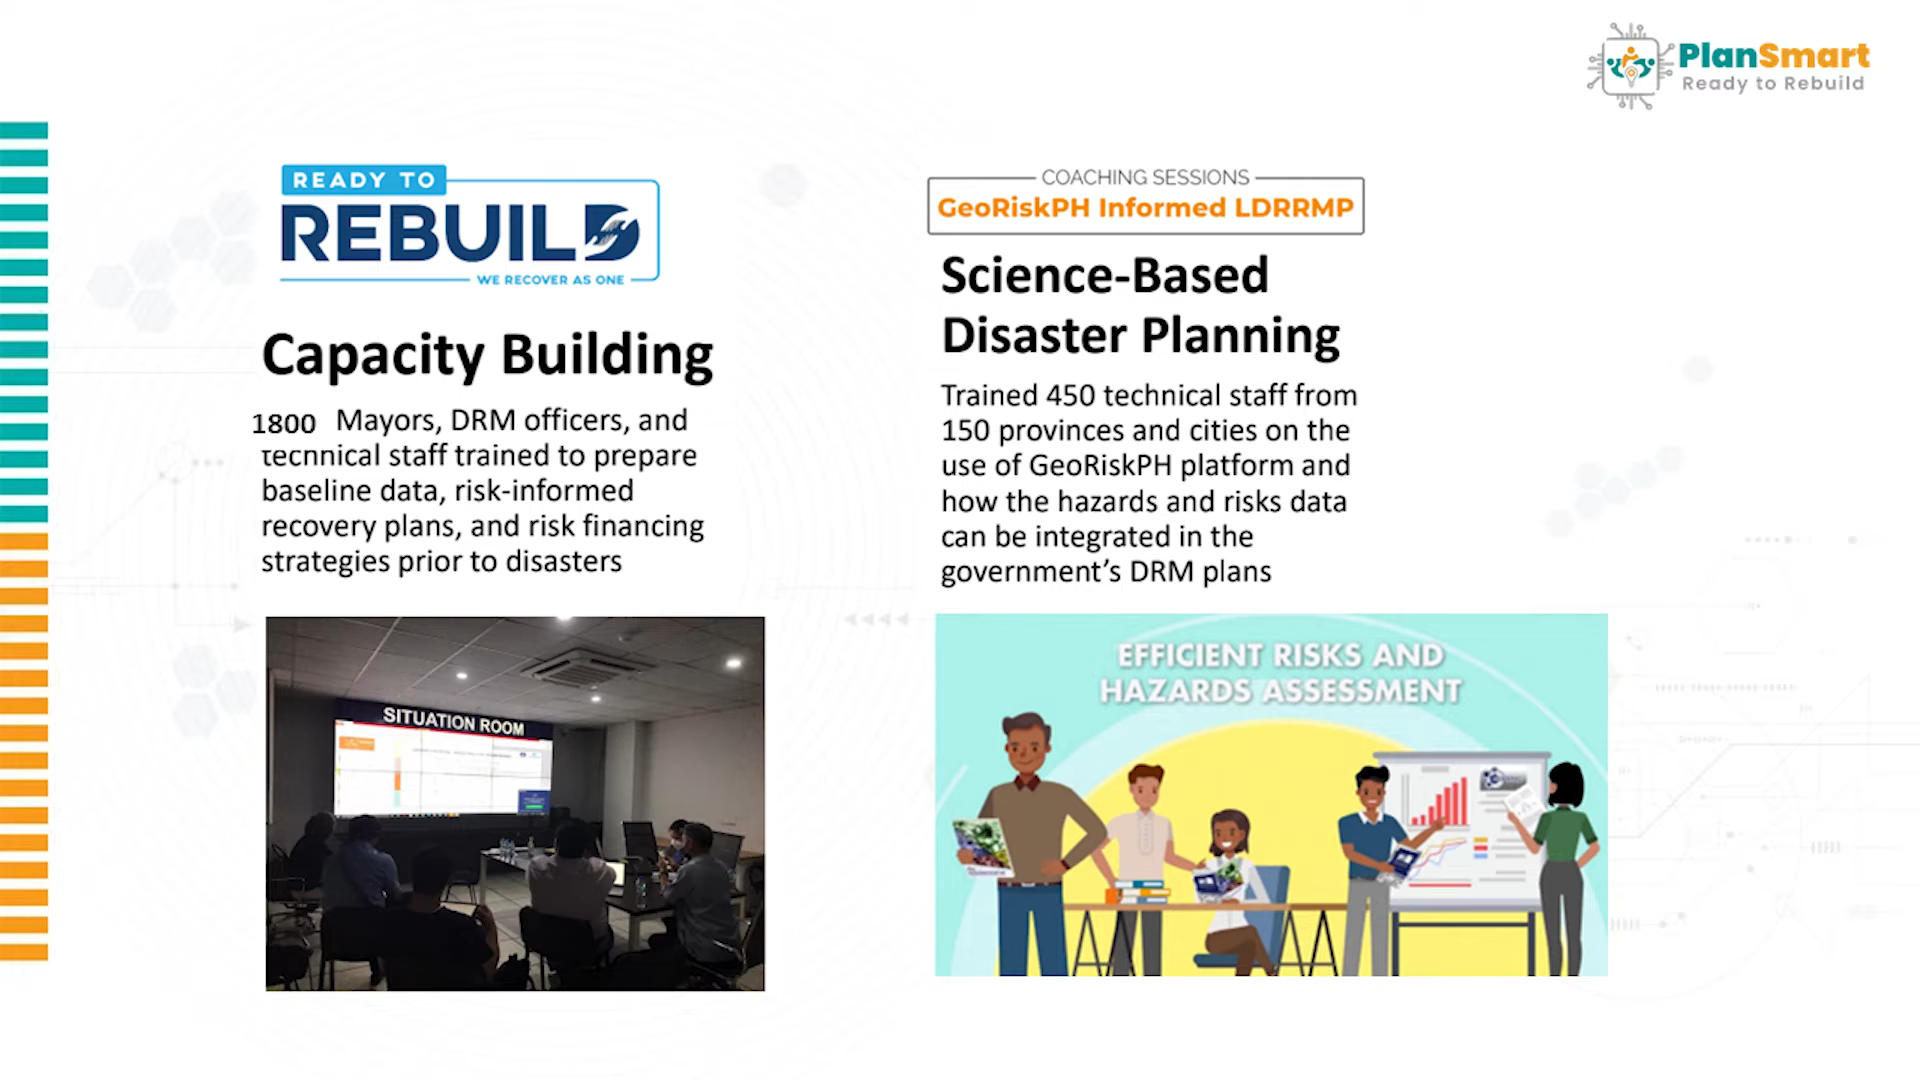 PlanSmart
Ready to Rebuild
READY TO
REBUILD
WE RECOVER AS ONE
Capacity Building
1800 Mayors, DRM officers, and
technical staff trained to prepare
baseline data, risk-informed
recovery plans, and risk financing
strategies prior to disasters
SITUATION ROOM
COACHING SESSIONS
GeoRiskPH Informed LDRRMP
Science-Based
Disaster Planning
Trained 450 technical staff from
150 provinces and cities on the
use of GeoRiskPH platform and
how the hazards and risks data
can be integrated in the
government's DRM plans
EFFICIENT RISKS AND
HAZARDS ASSESSMENT